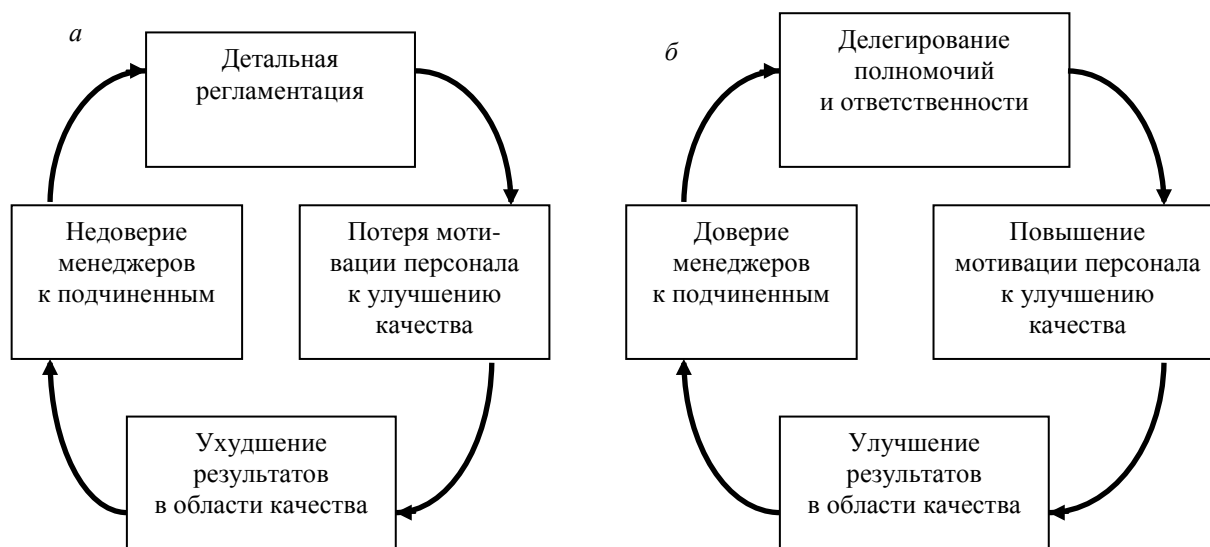 а
Детальная
регламентация
Недоверие
менеджеров
к подчиненным
Потеря моти-
вации персонала
к улучшению
качества
Ухудшение
результатов
в области качества
б
Делегирование
полномочий
и ответственности
Доверие
менеджеров
к подчиненным
Повышение
мотивации персонала
к улучшению
качества
Улучшение
результатов
в области качества